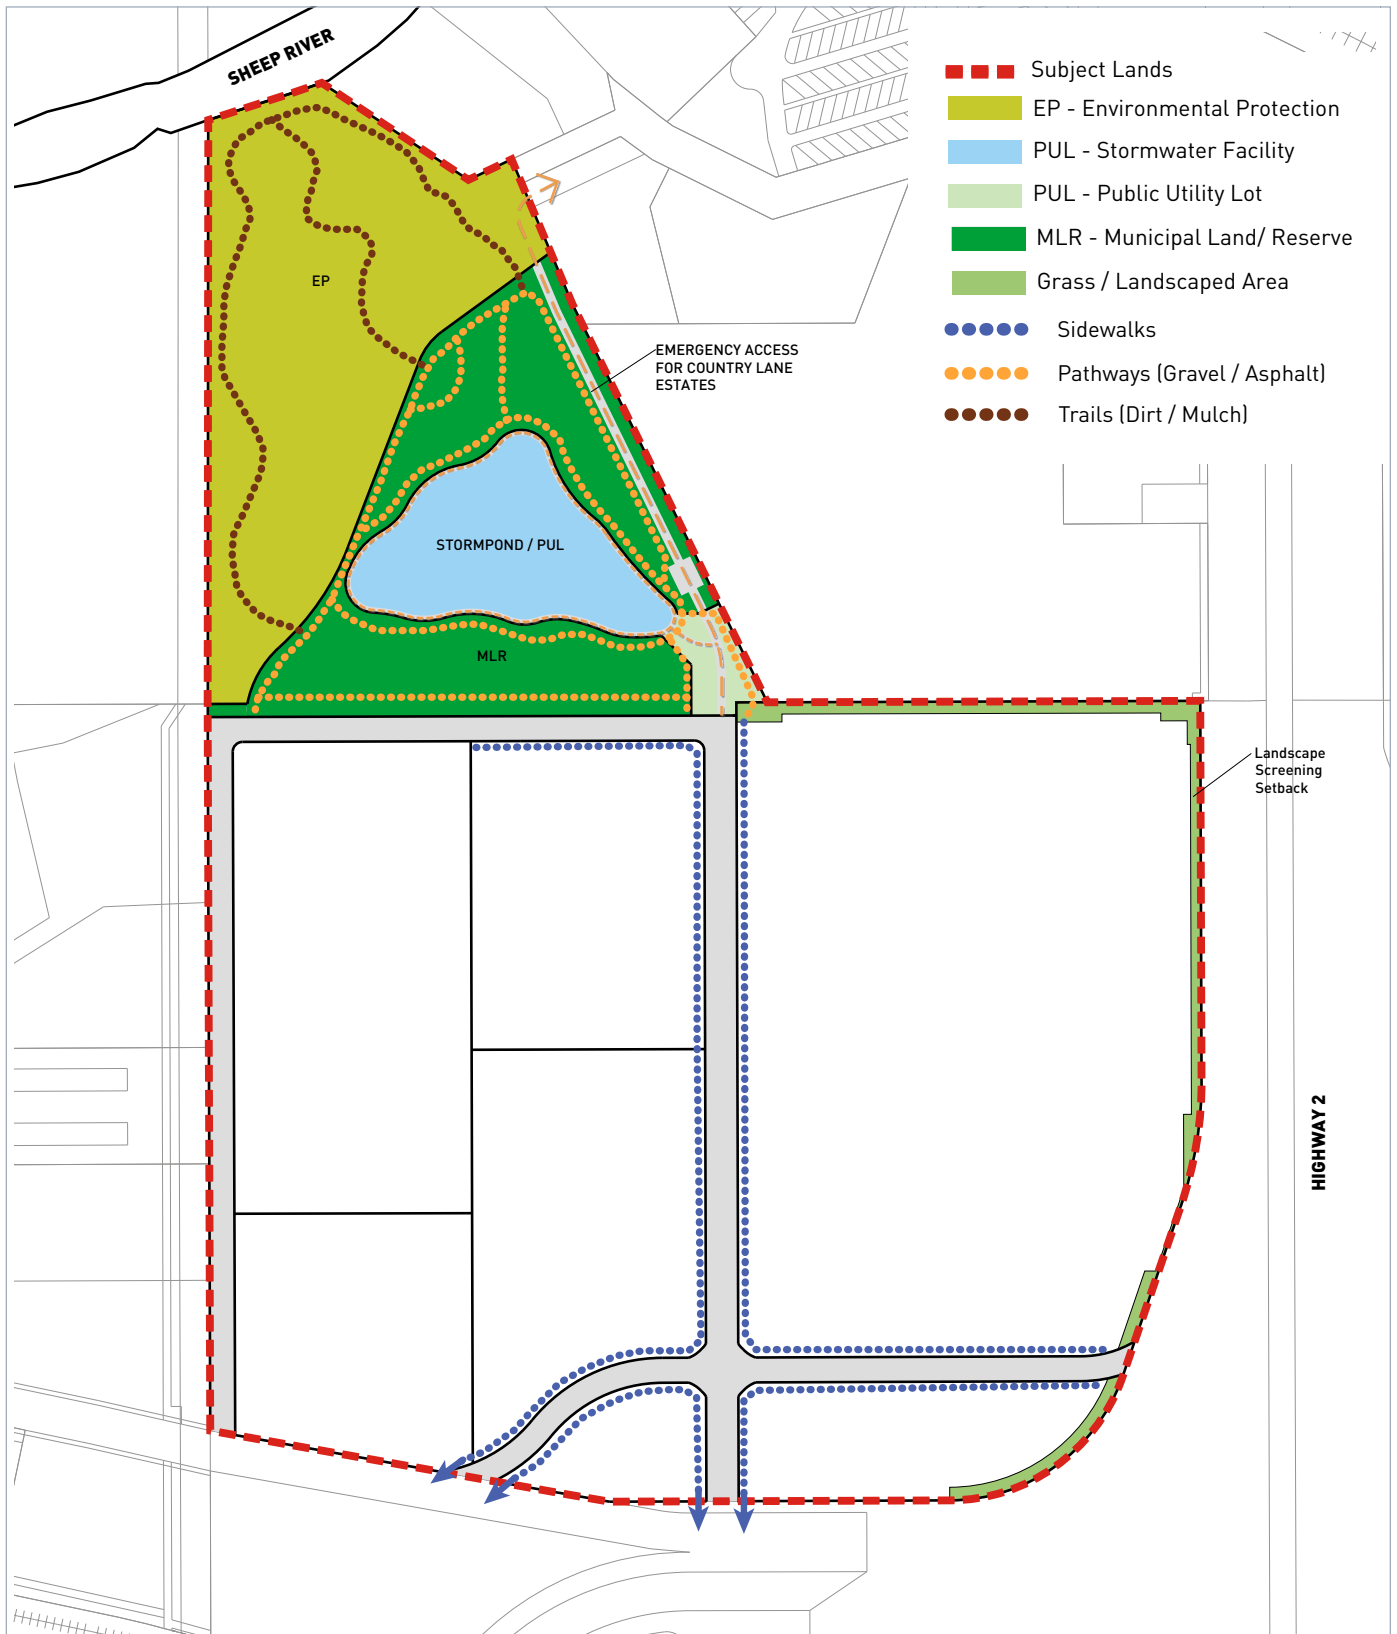 SHEEP RIVER
Subject Lands
EP - Environmental Protection
PUL - Stormwater Facility
PUL - Public Utility Lot
MLR - Municipal Land/ Reserve
Grass / Landscaped Area
Sidewalks
Pathways (Gravel / Asphalt)
Trails (Dirt / Mulch)
EP
EMERGENCY ACCESS
FOR COUNTRY LANE
ESTATES
STORMPOND / PUL
MLR
Landscape
Screening
Setback
HIGHWAY 2